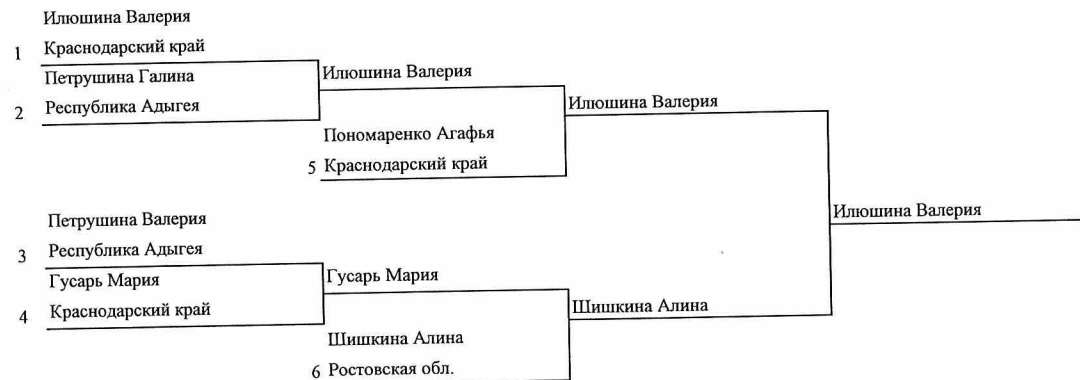 Илюшина Валерия
1 Краснодарский край
Петрушина Галина
2 Республика Адыгея
Илюшина Валерия
Пономаренко Агафья
5 Краснодарский край
Илюшина Валерия
Петрушина Валерия
3 Республика Адыгея
Гусарь Мария
4 Краснодарский край
Гусарь Мария
Шишкина Алина
6 Ростовская обл.
Шишкина Алина
Илюшина Валерия